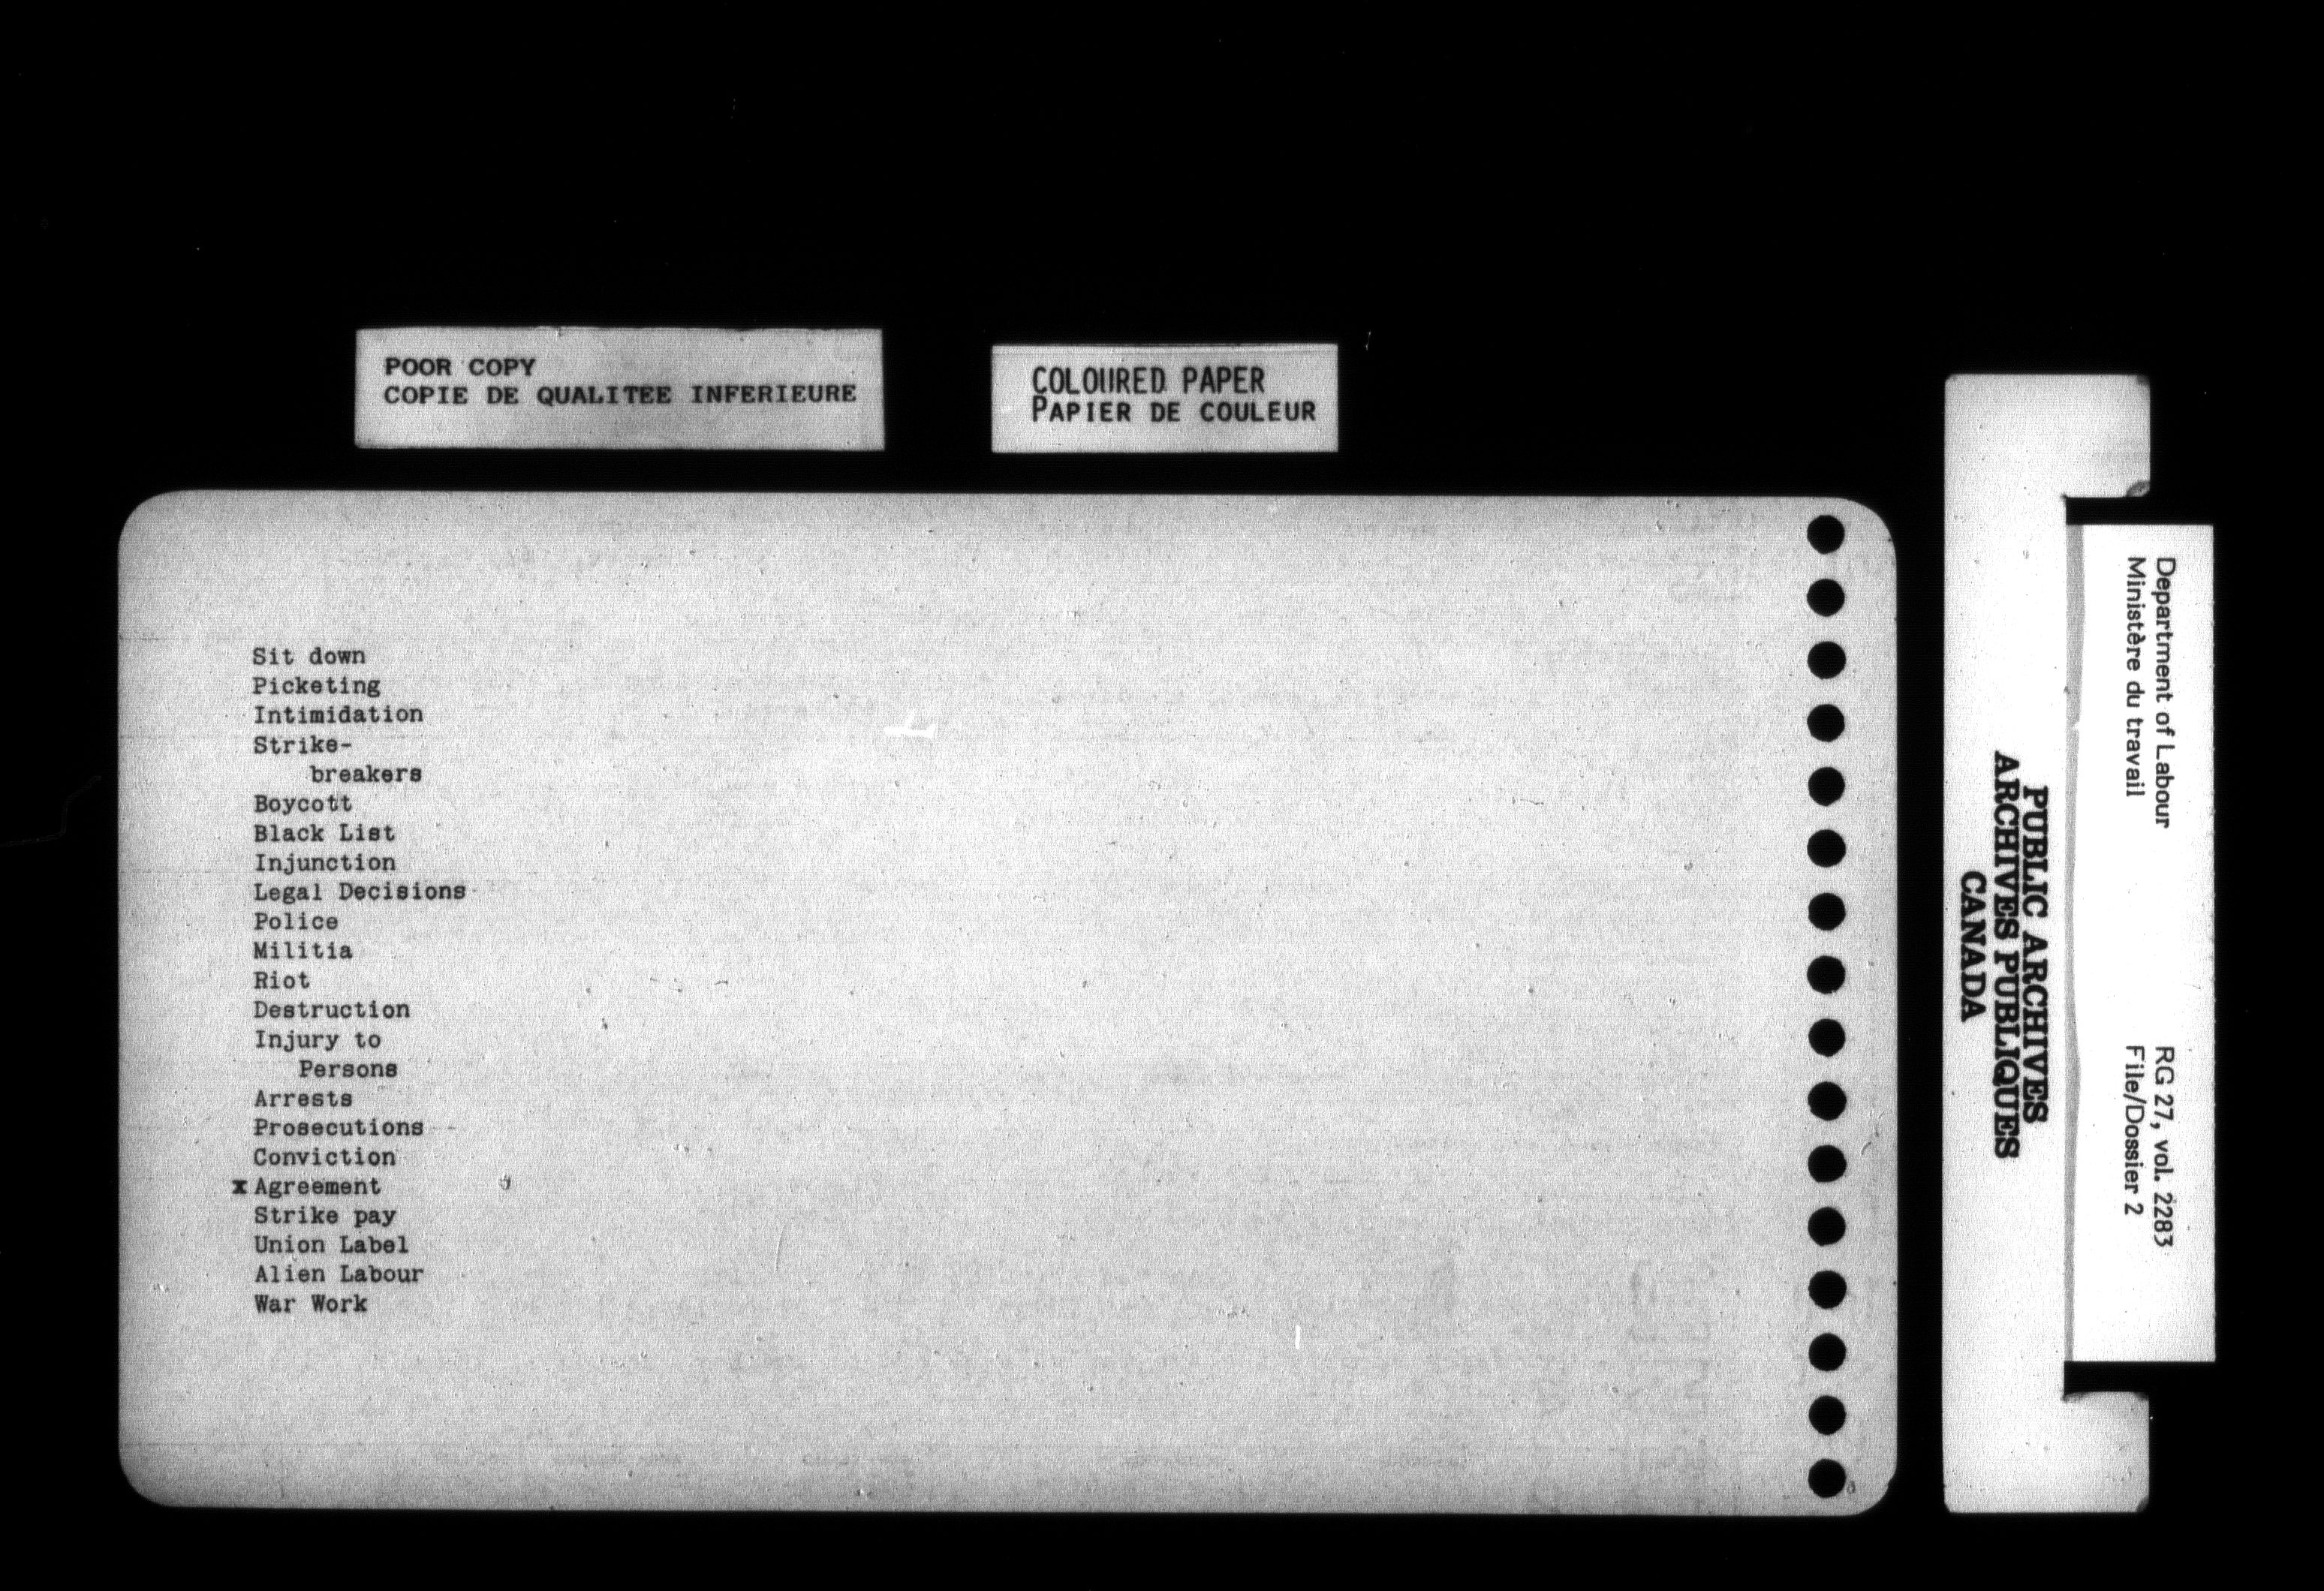 POOR COPY
COPIE DE QUALITEE INFERIEURE
COLOURED PAPER
PAPIER DE COULEUR
Sit down
Picketing
Intimidation
Strike-
breakers
Boycott
Black List
Injunction
Legal Decisions
Police
Militia
Riot
Destruction
Injury to
Persons
Arrests
Prosecutions
Conviction
x Agreement
Strike pay
Union Label
Alien Labour
War Work
PUBLIC ARCHIVES
ARCHIVES PUBLIQUES
CANADA
Department of Labour
Ministère du travail
RG 27, vol. 2283
File/Dossier 2